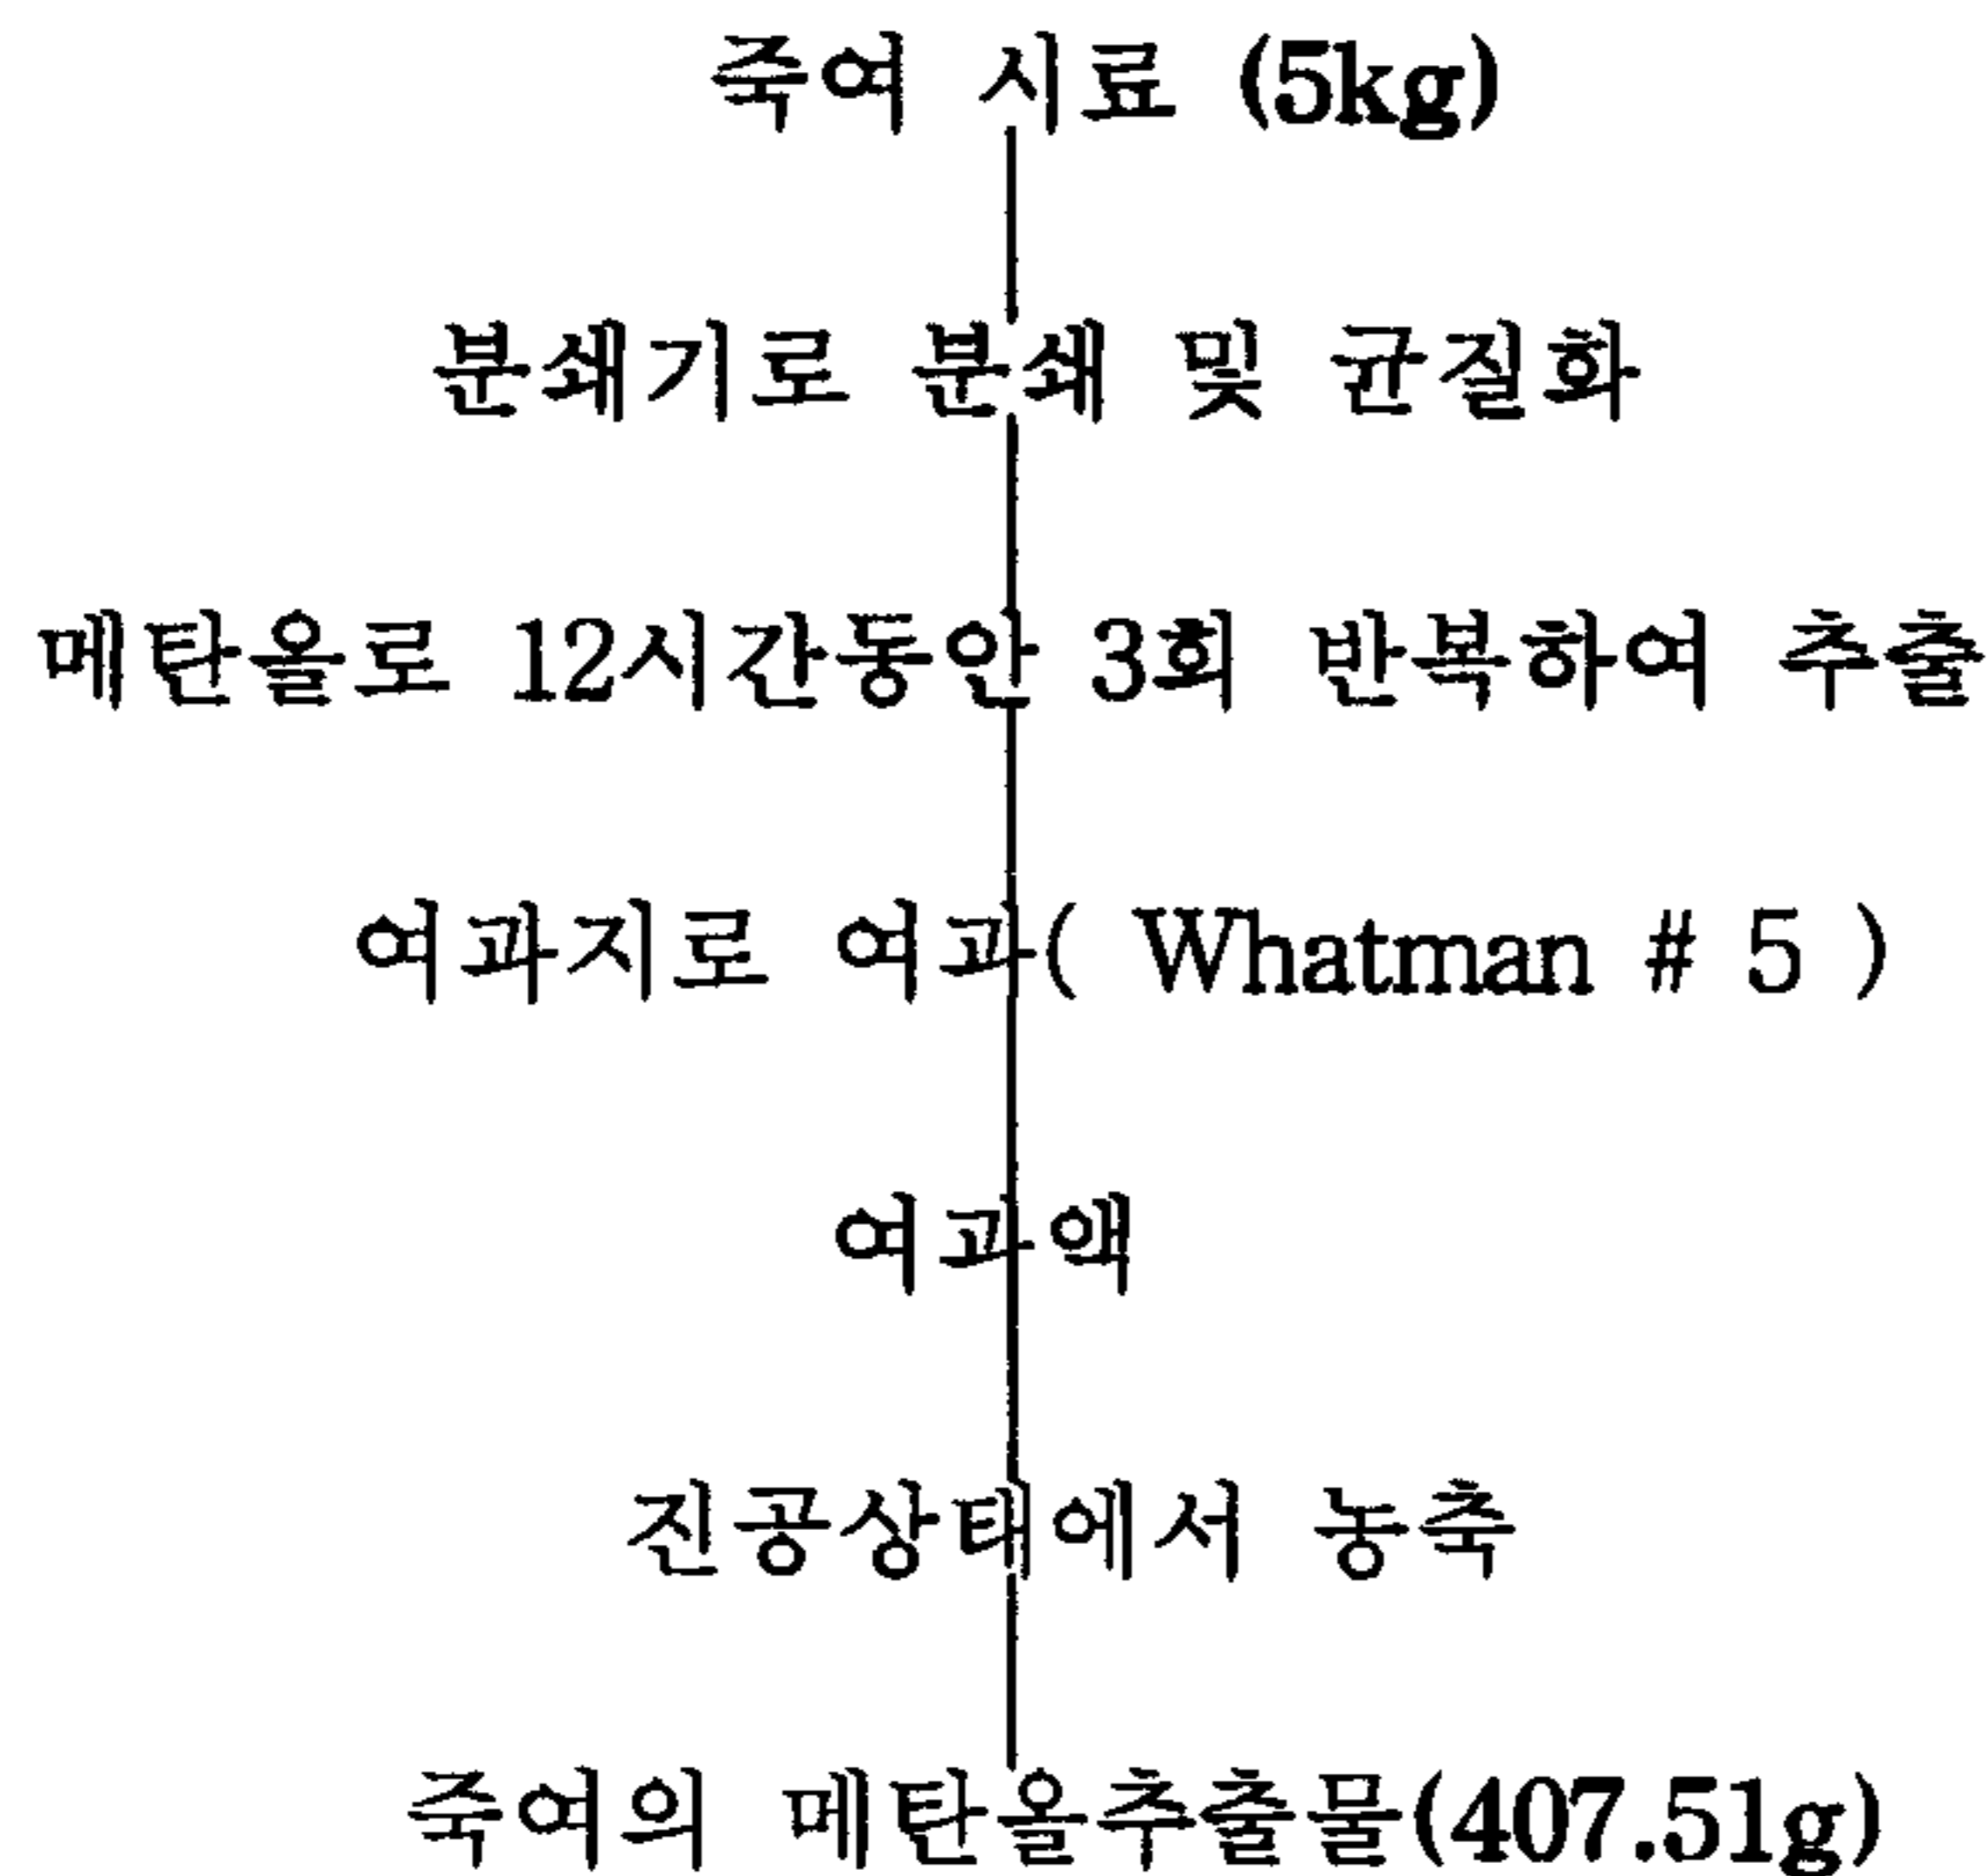 죽여 시료 (5kg)
분쇄기로 분쇄 및 균질화
메탄올로 12시간동안 3회 반복하여 추출
여과지로 여과( Whatman # 5 )
여과액
진공상태에서 농축
죽여의 메탄올추출물(407.51g)